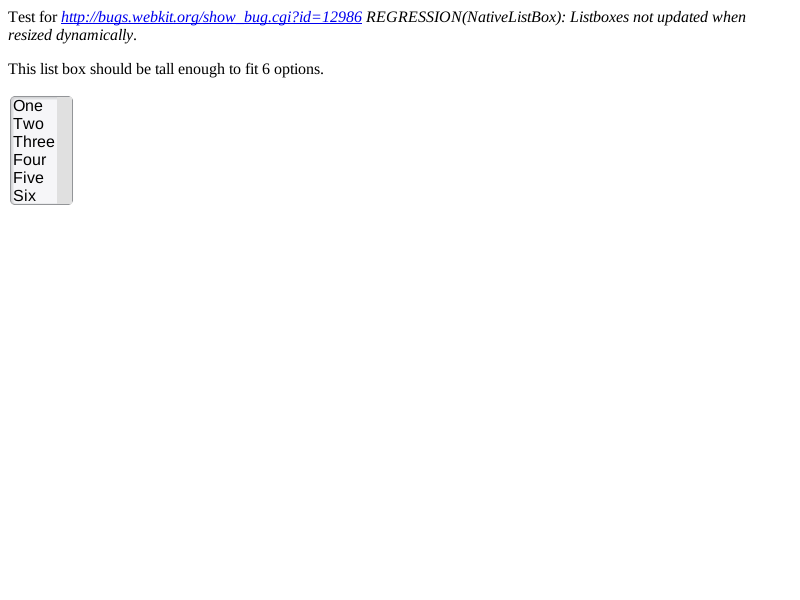 Test for http://bugs.webkit.org/show_bug.cgi?id=12986 REGRESSION(NativeListBox): Listboxes not updated when
resized dynamically.
This list box should be tall enough to fit 6 options.
One
Two
Three
Four
Five
Six